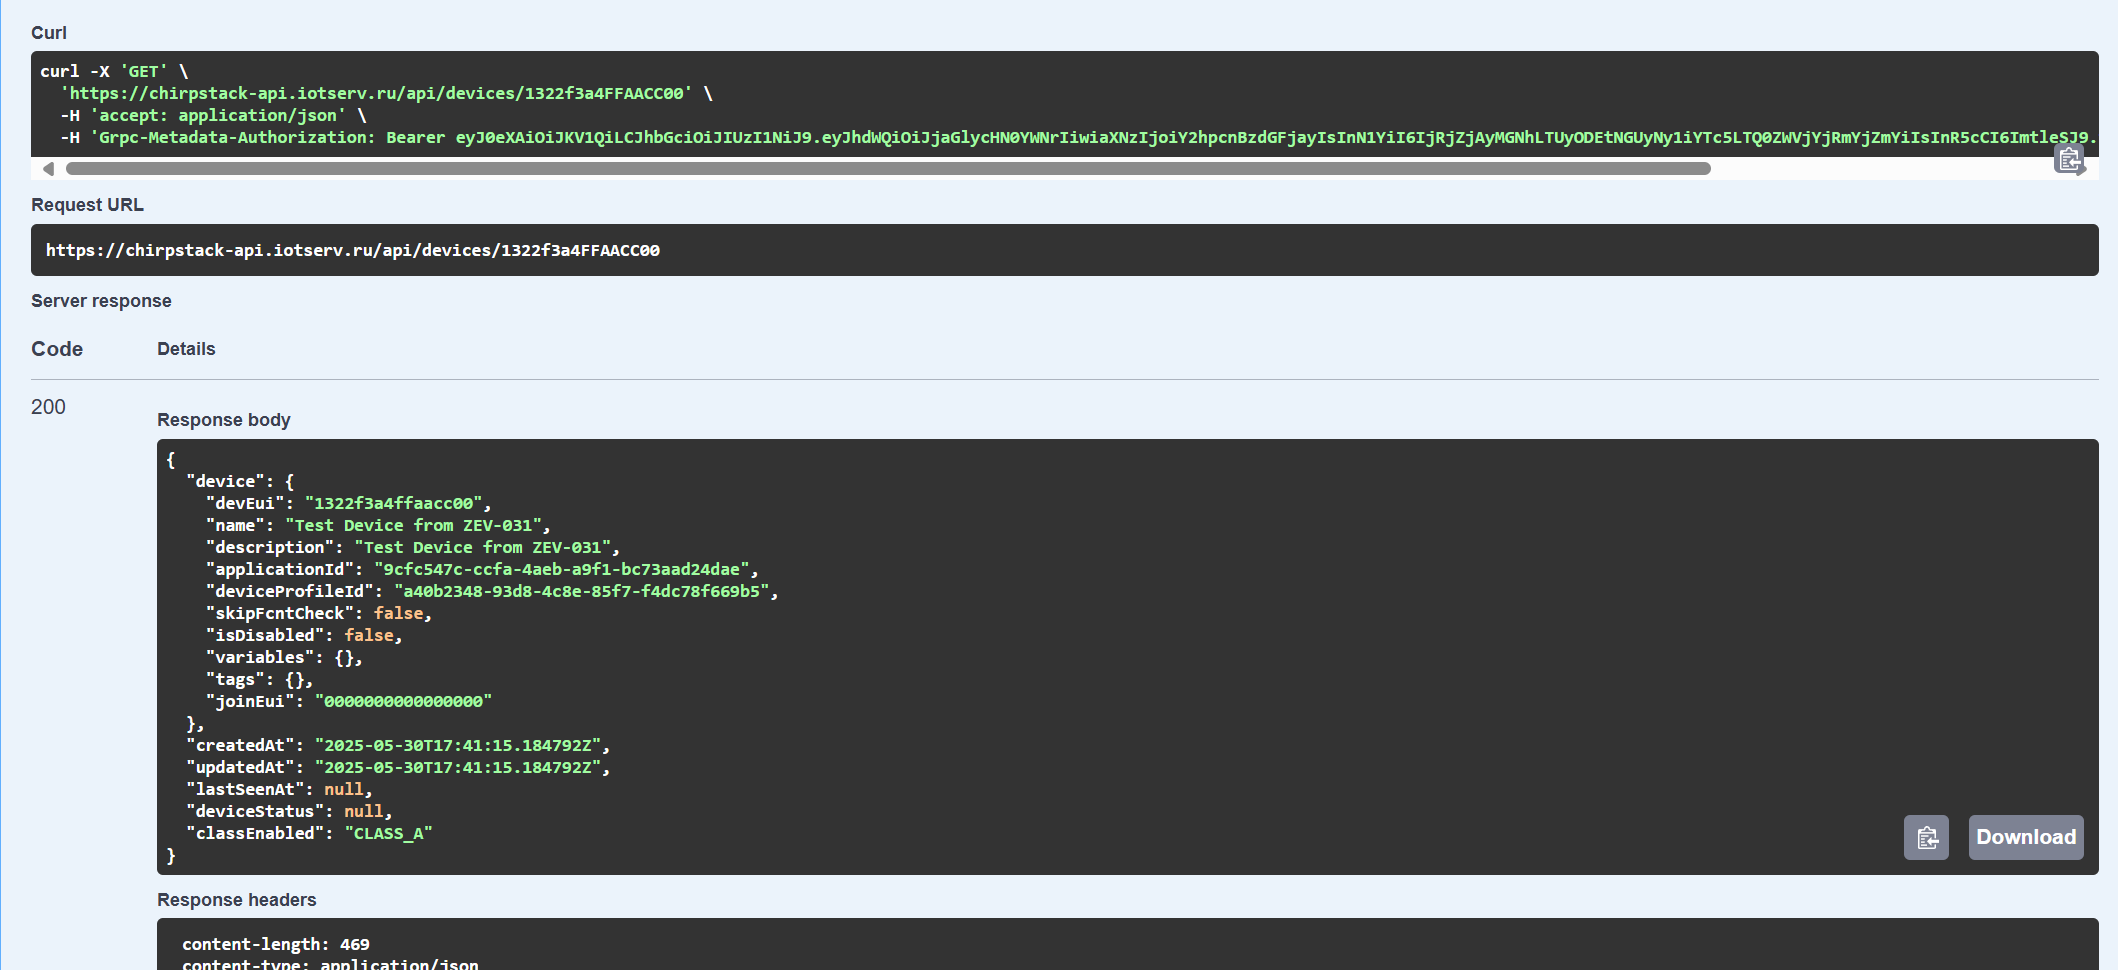 Curl
curl -X 'GET' \
'https://chirpstack-api.iotserv.ru/api/devices/1322f3a4FFAACC00' \
-H 'accept: application/json' \
-H 'Grpc-Metadata-Authorization: Bearer eyJ0eXAiOiJKV1QiLCJhbGciOiJIUzI1NiJ9.eyJhdWQiOiJjaGlycHN0YWNrIiwiaXNzIjoiY2hpcnBzdGFjayIsInN1YiI6IjRjZjAyMGNhLTUyODEtNGUyNy1iYTc5LTQ0ZWVjYjRmYjZmYiIsInR5cCI6ImtleSJ9.
Request URL
https://chirpstack-api.iotserv.ru/api/devices/1322f3a4FFAACC00
Server response
Code Details
200
Response body
{
"device": {
"devEui": "1322f3a4ffaacc00",
"name": "Test Device from ZEV-031",
"description": "Test Device from ZEV-031",
"applicationId": "9cfc547c-ccfa-4aeb-a9f1-bc73aad24dae",
"deviceProfileId": "a40b2348-93d8-4c8e-85f7-f4dc78f669b5",
"skipFcntCheck": false,
"isDisabled": false,
"variables": {},
"tags": {},
"joinEui": "0000000000000000"
},
"createdAt": "2025-05-30T17:41:15.184792Z",
"updatedAt": "2025-05-30T17:41:15.184792Z",
"lastSeenAt": null,
"deviceStatus": null,
"classEnabled": "CLASS_A"
}
Download
Response headers
content-length: 469
content-type: application/json